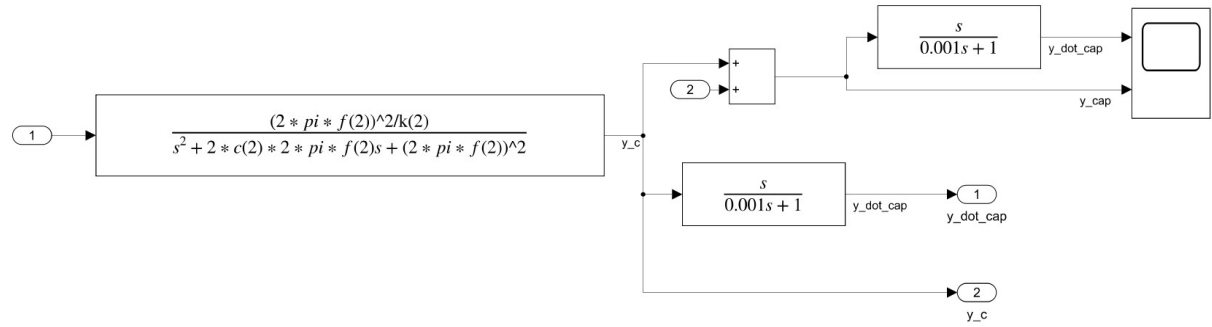 s
0.001s + 1
y_dot_cap
+
2
+
y_cap
(2 * pi * f(2))^2/k(2)
1
s² + 2 * c(2) * 2 * pi * f(2)s + (2 * pi * f(2))^2
y_c
s
0.001s + 1
y_dot_cap
1
y_dot_cap
2
y_c